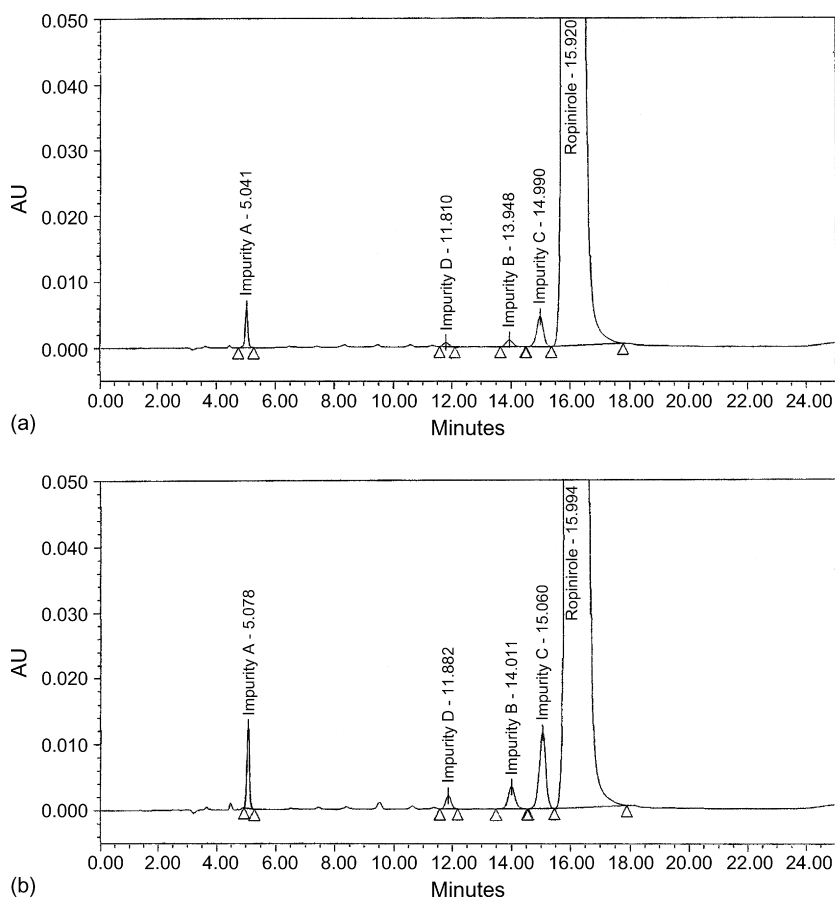 0.050
0.040
0.030
0.020
0.010
0.000
AU
Impurity A - 5.041
Impurity D - 11.810
Impurity B - 13.948
Impurity C - 14.990
Ropinirole - 15.920
0.00 2.00 4.00 6.00 8.00 10.00 12.00 14.00 16.00 18.00 20.00 22.00 24.00
Minutes
(a)
0.050
0.040
0.030
0.020
0.010
0.000
AU
Impurity A - 5.078
Impurity D - 11.882
Impurity B - 14.011
Impurity C - 15.060
Ropinirole - 15.994
0.00 2.00 4.00 6.00 8.00 10.00 12.00 14.00 16.00 18.00 20.00 22.00 24.00
Minutes
(b)